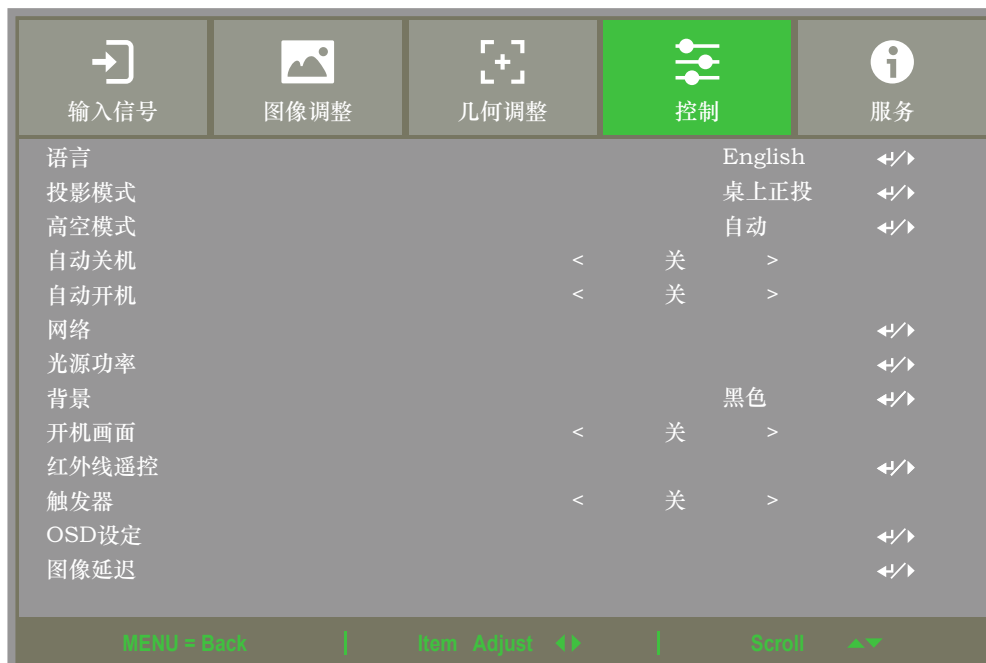 输入信号 图像调整 几何调整 控制 服务
语言 English
投影模式 桌上正投
高空模式 自动
自动关机 < 关 >
自动开机 < 关 >
网络
光源功率
背景 黑色
开机画面 < 关 >
红外线遥控
触发器 < 关 >
OSD设定
图像延迟
MENU = Back Item Adjust Scroll